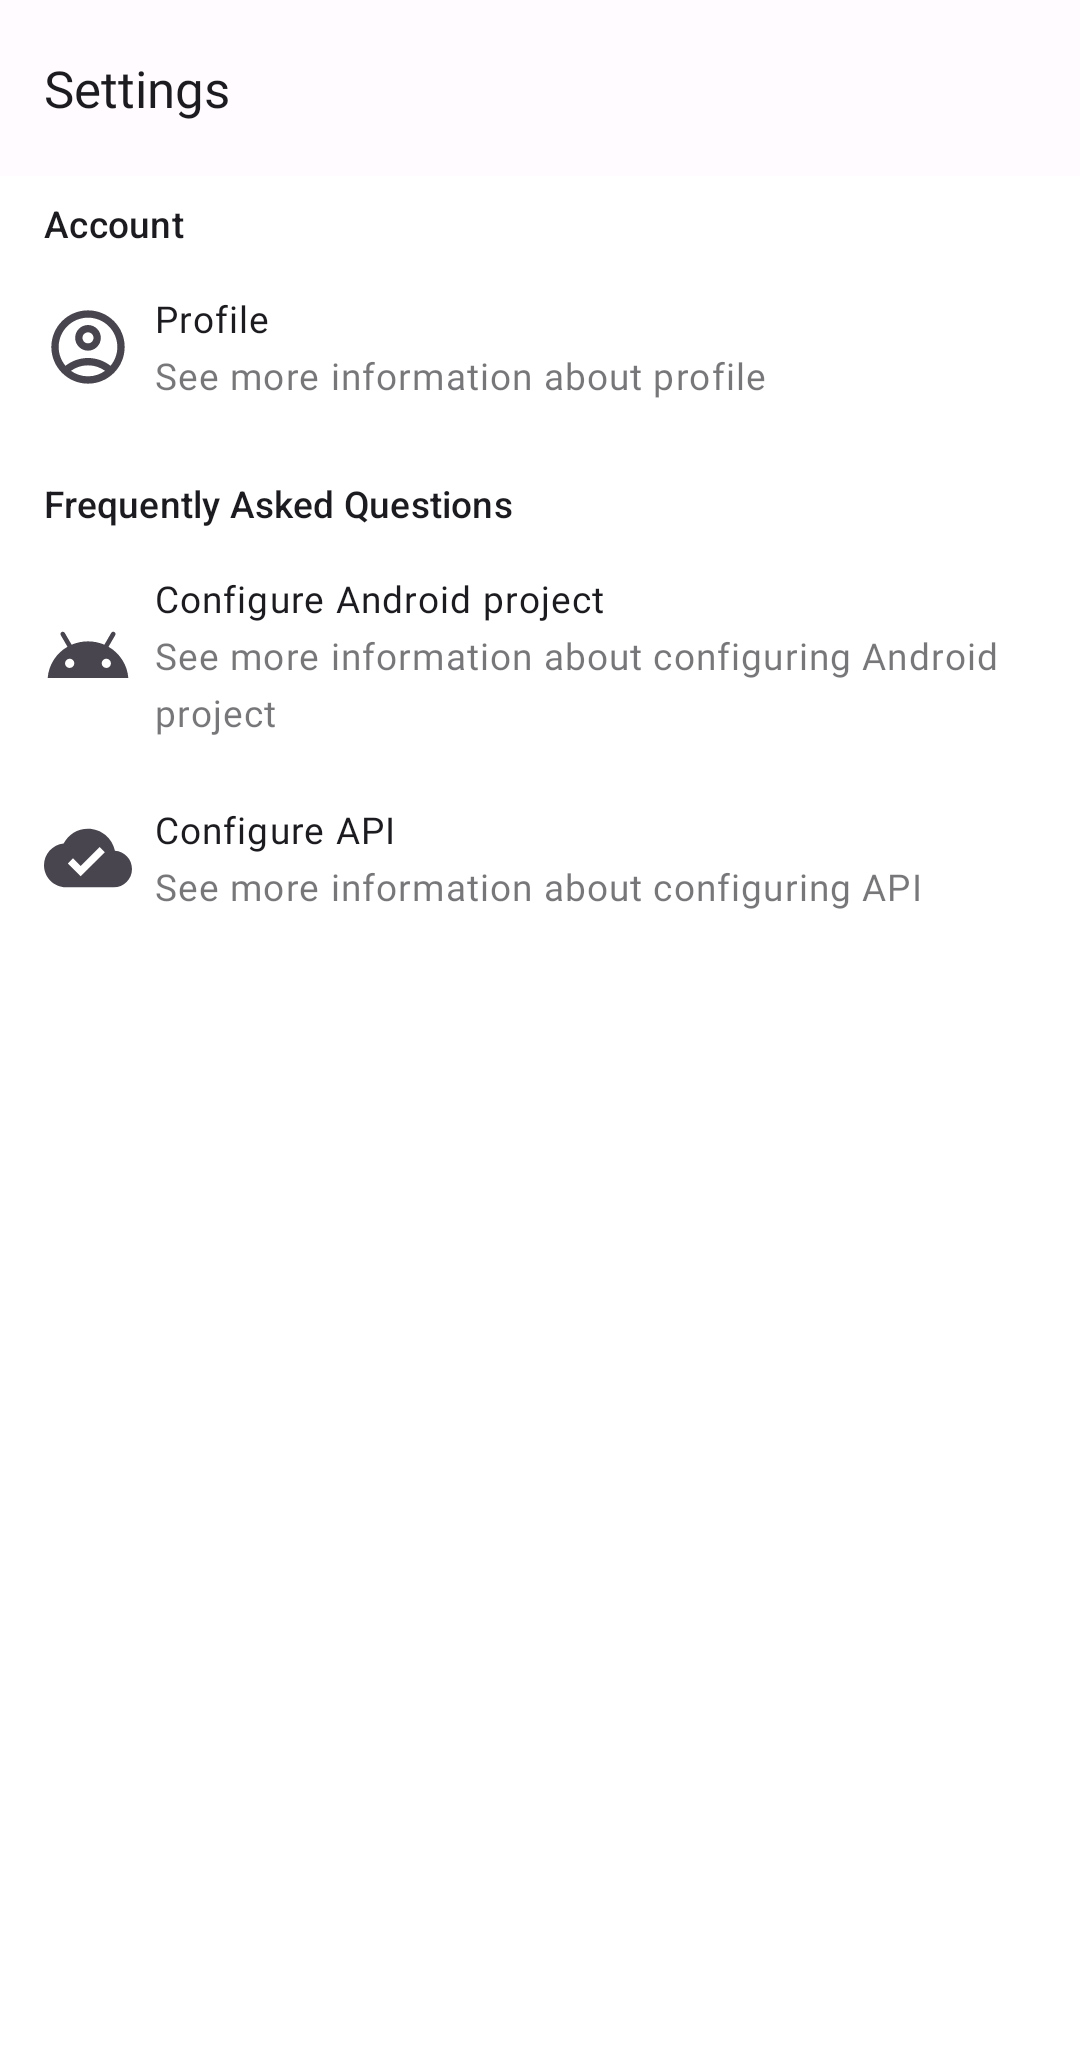 Settings
Account
Profile
See more information about profile
Frequently Asked Questions
Configure Android project
See more information about configuring Android
project
Configure API
See more information about configuring API